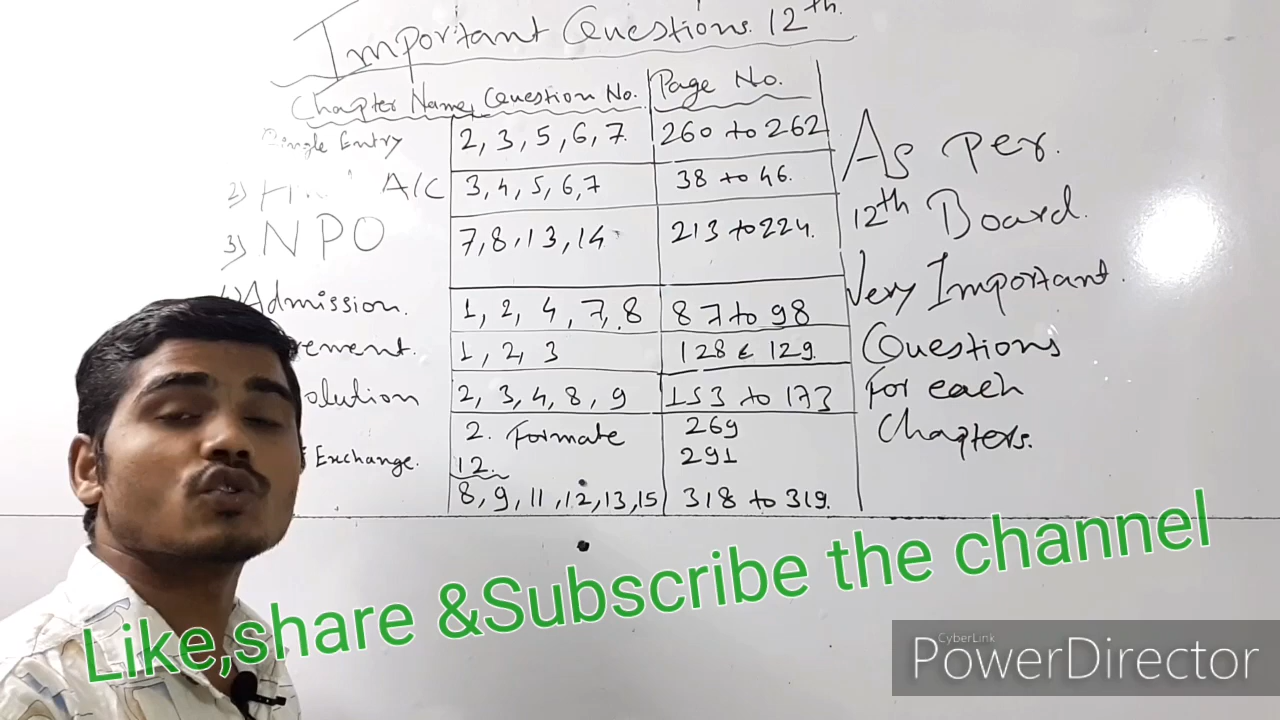 Important Questions 12th.
Chapter Name, Question No. Page No.
Single Entry 2, 3, 5, 6, 7. 260 to 262
2) A/C 3, 4, 5, 6, 7 38 to 46.
3) NPO 7, 8, 13, 14 213 to 224.
Admission. 1, 2, 4, 7, 8 87 to 98
rement. 1, 2, 3 128 & 129.
olution 2, 3, 4, 8, 9 153 to 173
2. Formate 269
Exchange. 12. 291
8, 9, 11, 12, 13, 15 318 to 319.
As per.
12th Board.
Very Important.
Questions
For each
Chapters.
Like,share &Subscribe the channel
CyberLink
PowerDirector